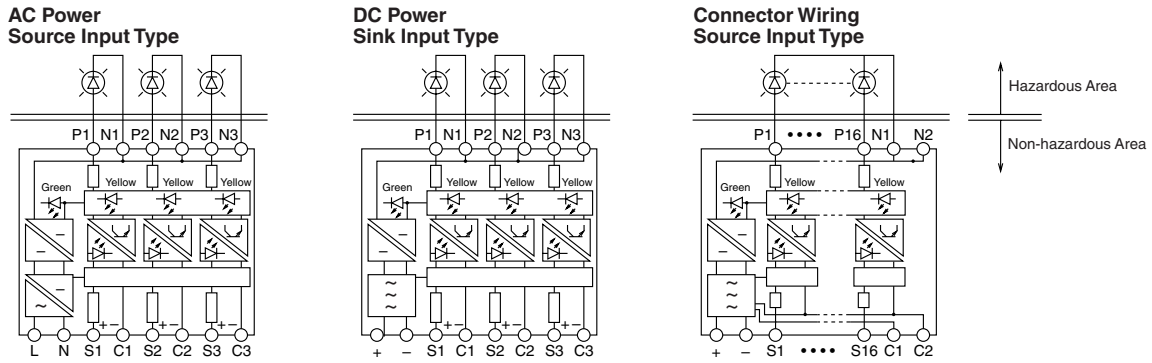 AC Power
Source Input Type
P1 N1 P2 N2 P3 N3
Green Yellow Yellow
– –
– ~
+ – + – + –
L N S1 C1 S2 C2 S3 C3
DC Power
Sink Input Type
P1 N1 P2 N2 P3 N3
Green Yellow Yellow
– –
~
~
~
+ – + – + –
+ – S1 C1 S2 C2 S3 C3
Connector Wiring
Source Input Type
P1 •••• P16 N1 N2
Green Yellow Yellow
– –
~
~
~
+ – S1 •••• S16 C1 C2
Hazardous Area
Non-hazardous Area